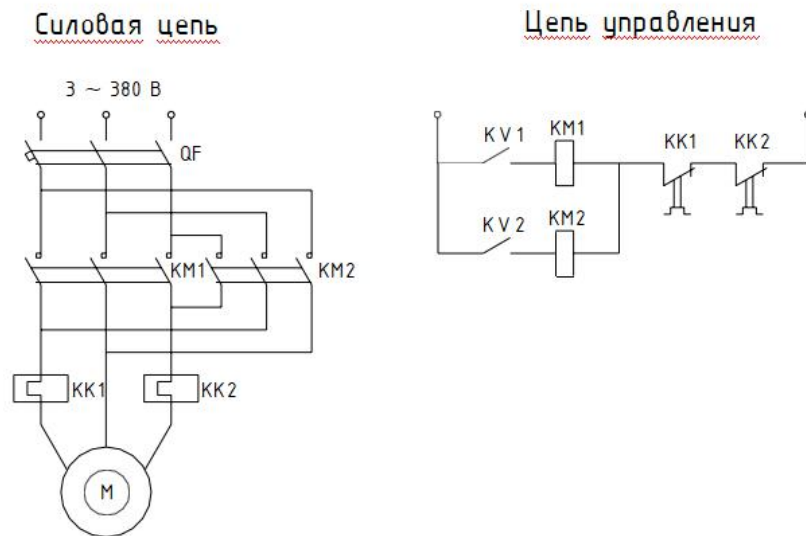 Силовая цепь
Цепь управления
3 ~ 380 В
QF
KM1
KM2
KK1
KK2
М
KV1
KM1
KK1
KK2
KV2
KM2